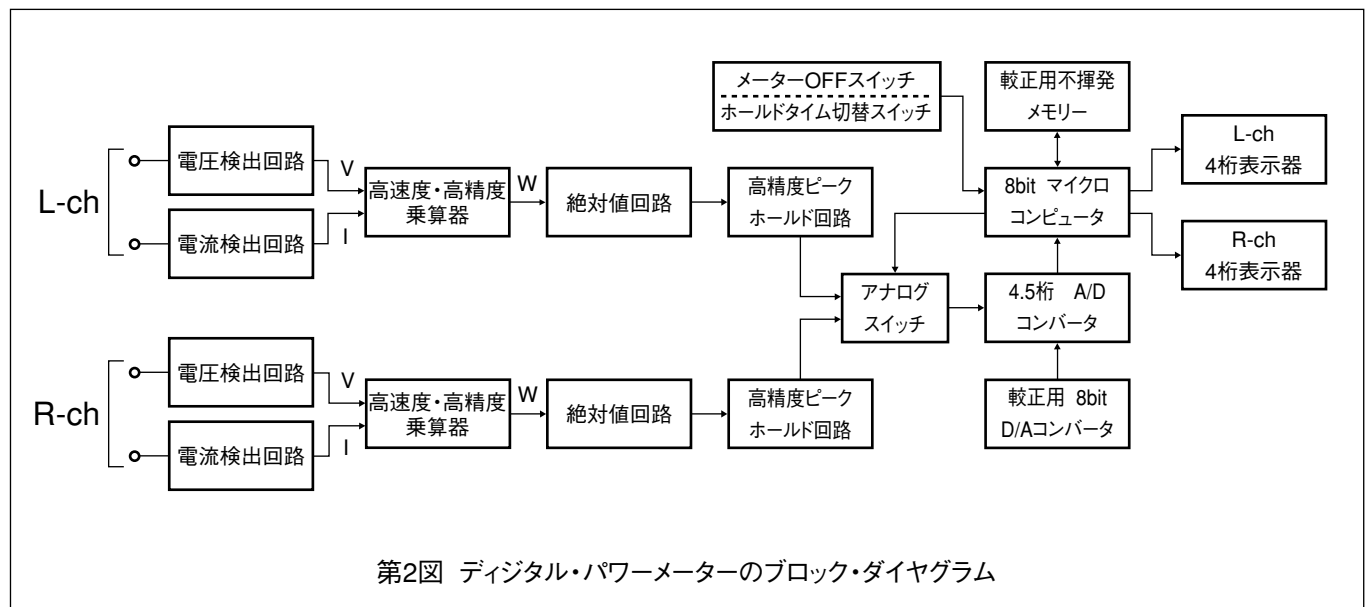 メーターOFFスイッチ
ホールドタイム切替スイッチ
較正用不揮発
メモリー
L-ch
4桁表示器
R-ch
4桁表示器
8bit マイクロ
コンピュータ
L-ch
電圧検出回路
電流検出回路
V
I
高速度・高精度
乗算器
W
絶対値回路
高精度ピーク
ホールド回路
アナログ
スイッチ
4.5桁 A/D
コンバータ
較正用 8bit
D/Aコンバータ
R-ch
電圧検出回路
電流検出回路
V
I
高速度・高精度
乗算器
W
絶対値回路
高精度ピーク
ホールド回路
第2図 ディジタル・パワーメーターのブロック・ダイヤグラム